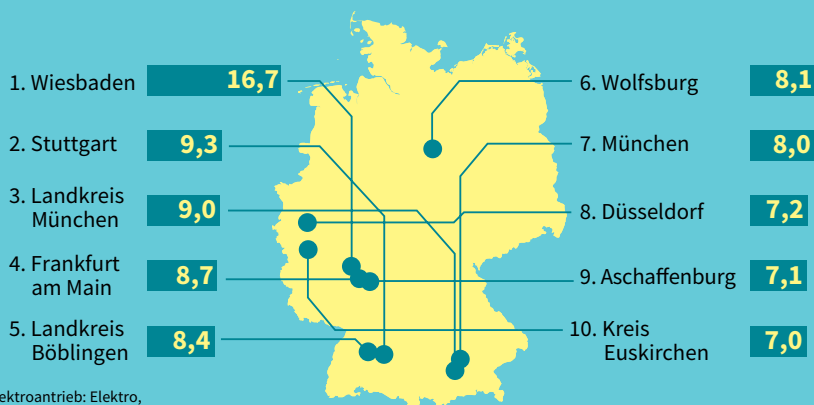 1. Wiesbaden 16,7
2. Stuttgart 9,3
3. Landkreis
München 9,0
4. Frankfurt
am Main 8,7
5. Landkreis
Böblingen 8,4
6. Wolfsburg 8,1
7. München 8,0
8. Düsseldorf 7,2
9. Aschaffenburg 7,1
10. Kreis
Euskirchen 7,0
ektroantrieb: Elektro,